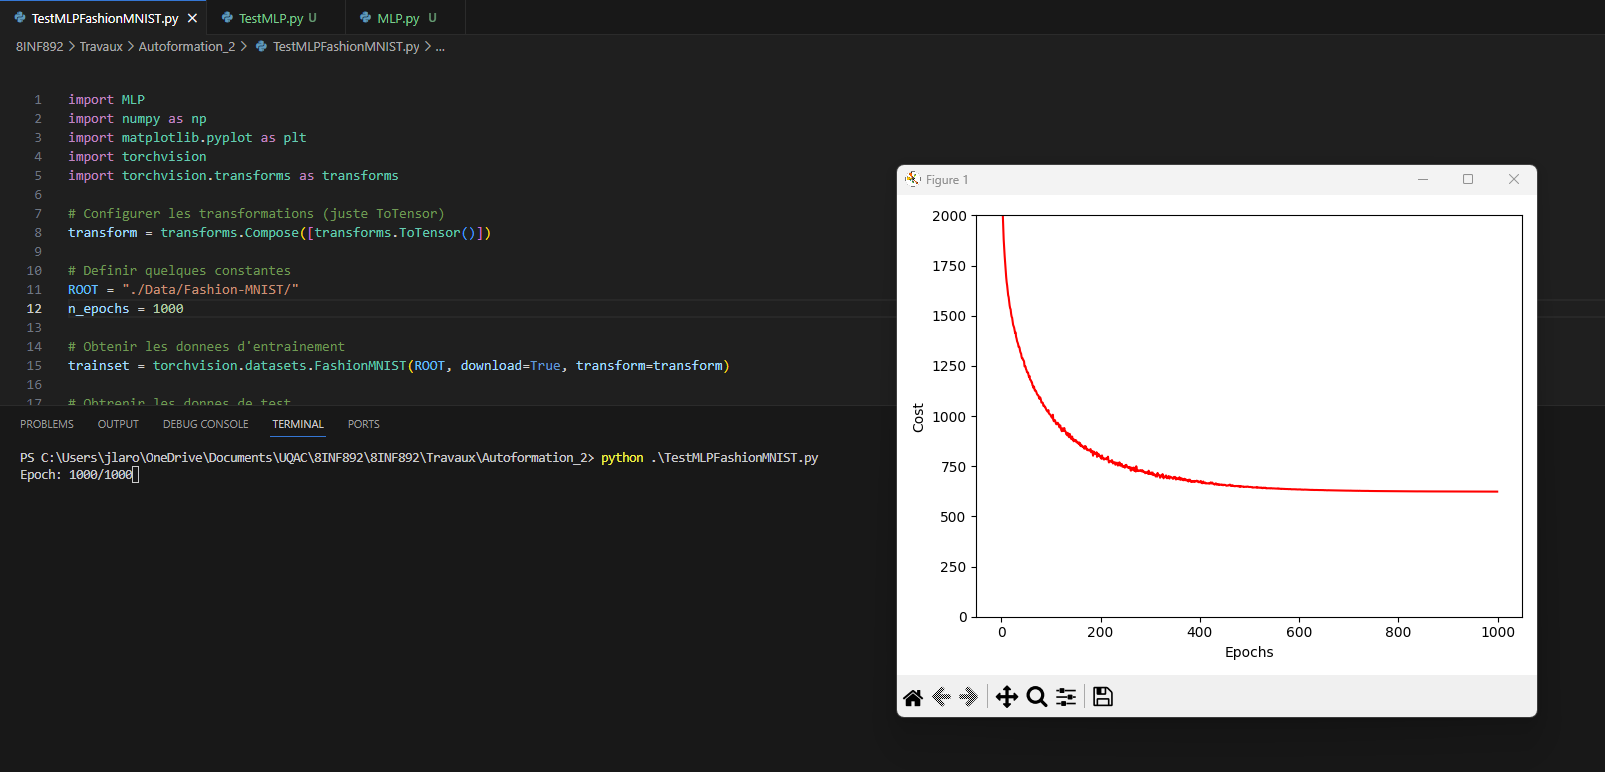 TestMLPFashionMNIST.py TestMLP.py U MLP.py U
8INF892 > Travaux > Autoformation_2 > TestMLPFashionMNIST.py > ...
1 import MLP
2 import numpy as np
3 import matplotlib.pyplot as plt
4 import torchvision
5 import torchvision.transforms as transforms
6
7 # Configurer les transformations (juste ToTensor)
8 transform = transforms.Compose([transforms.ToTensor()])
9
10 # Definir quelques constantes
11 ROOT = "./Data/Fashion-MNIST/"
12 n_epochs = 1000
13
14 # Obtenir les donnees d'entrainement
15 trainset = torchvision.datasets.FashionMNIST(ROOT, download=True, transform=transform)
16
17 # Obtrenir les donnes de test
PROBLEMS OUTPUT DEBUG CONSOLE TERMINAL PORTS
PS C:\Users\jlaro\OneDrive\Documents\UQAC\8INF892\8INF892\Travaux\Autoformation_2> python .\TestMLPFashionMNIST.py
Epoch: 1000/1000
Figure 1
2000
1750
1500
1250
1000
750
500
250
0
Cost
0 200 400 600 800 1000
Epochs